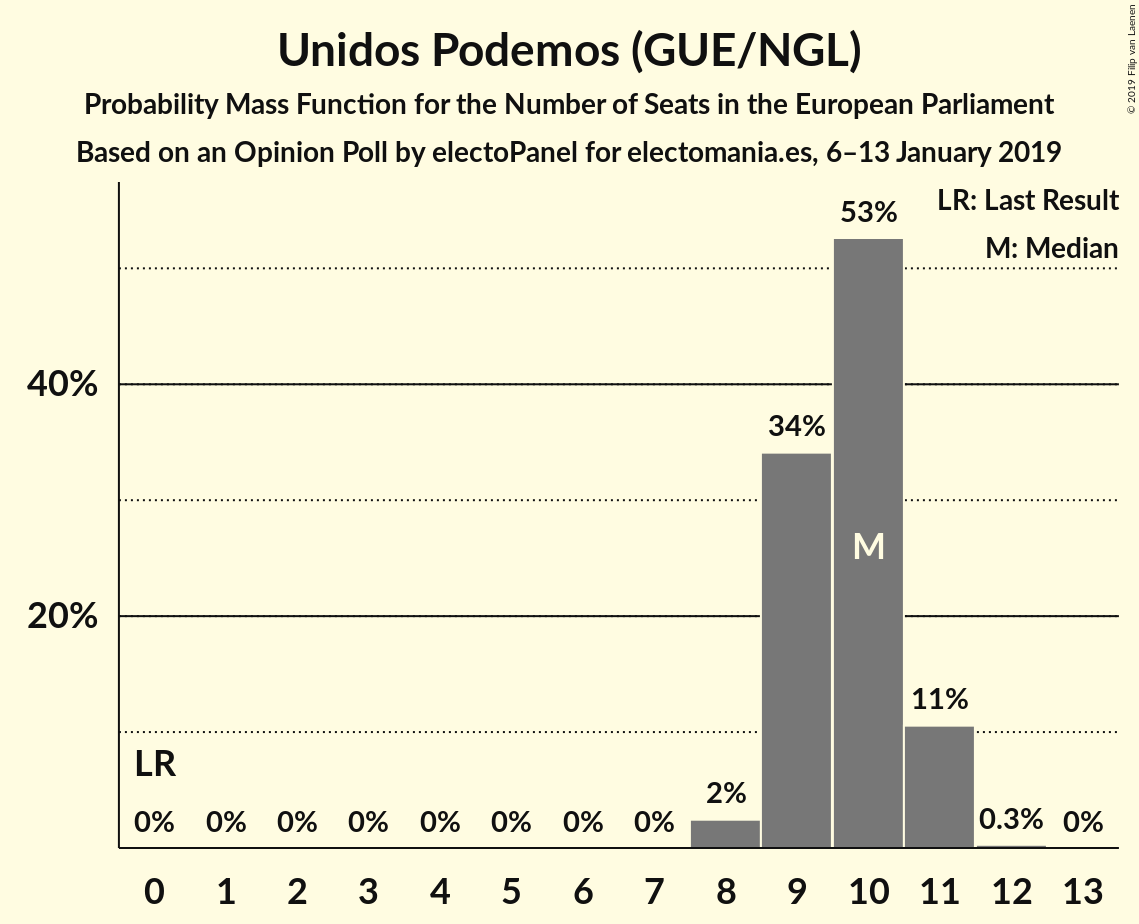 Unidos Podemos (GUE/NGL)
Probability Mass Function for the Number of Seats in the European Parliament
Based on an Opinion Poll by electoPanel for electomania.es, 6–13 January 2019
© 2019 Filip van Laenen
LR: Last Result
M: Median
53%
40%
34%
M
20%
11%
LR
2%
0% 0% 0% 0% 0% 0% 0% 0% 0.3% 0%
0 1 2 3 4 5 6 7 8 9 10 11 12 13